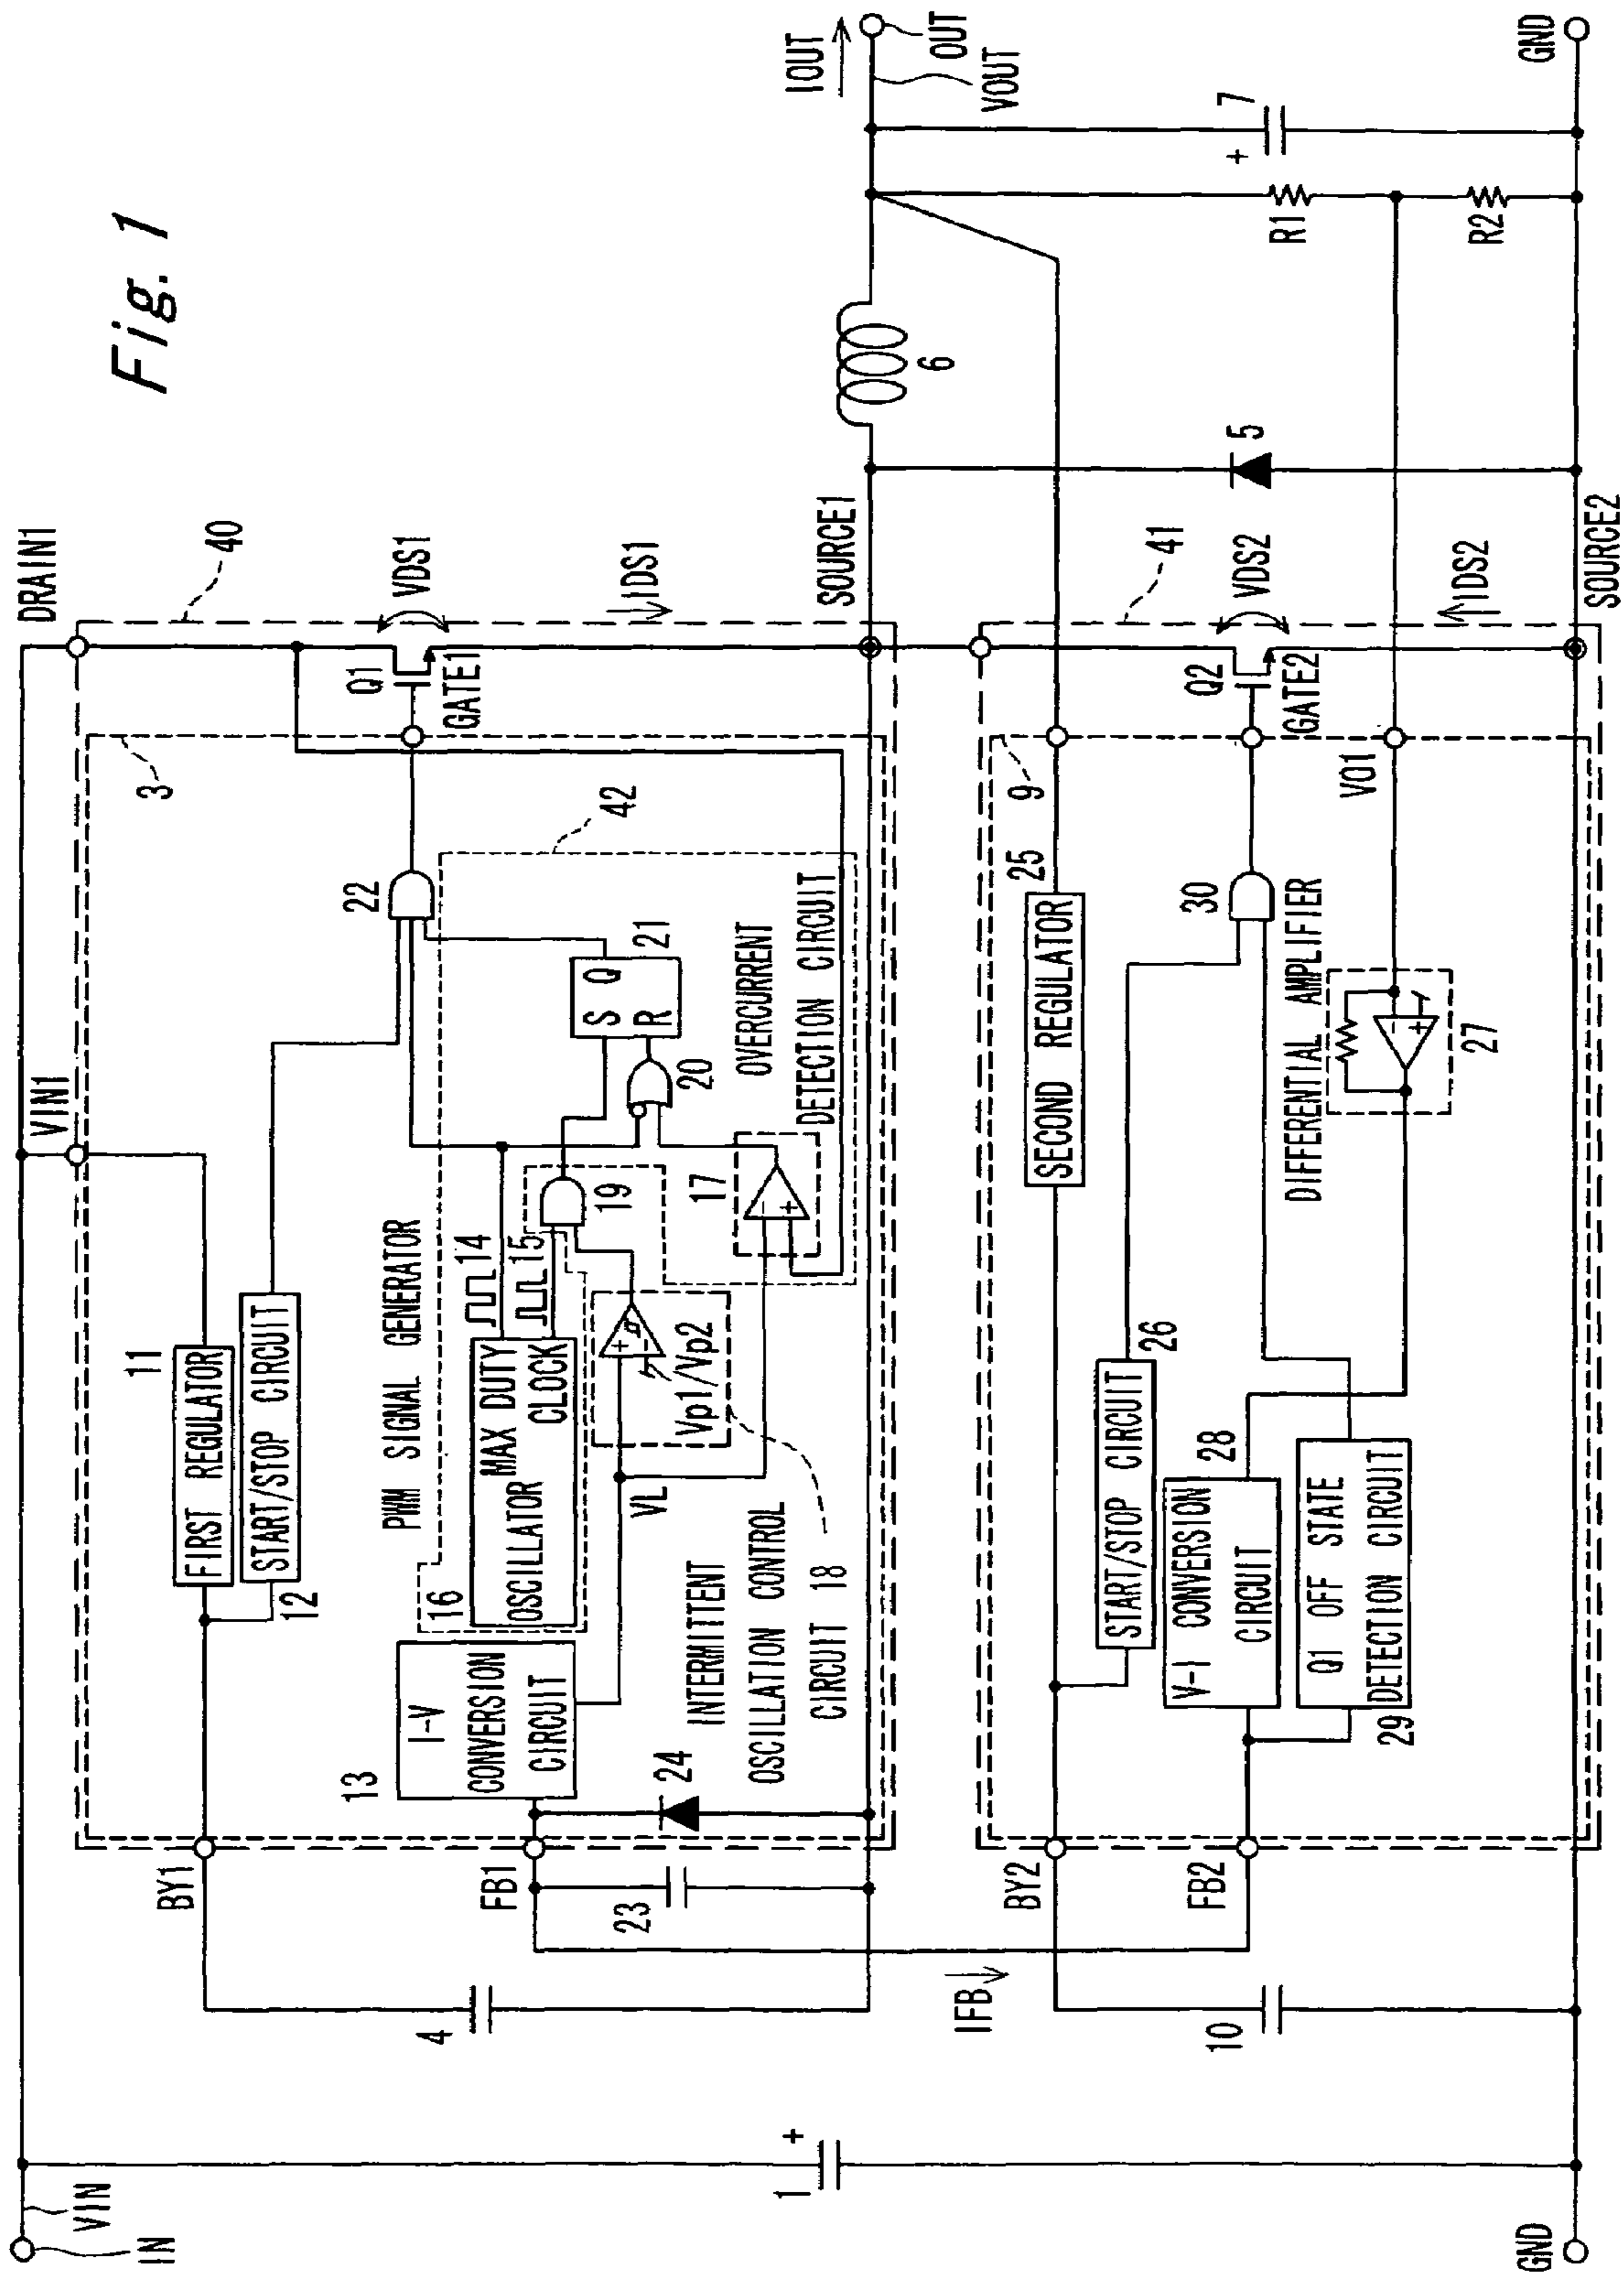 Fig. 1
IN
VIN
VIN1
DRAIN1
40
3
11
FIRST REGULATOR
START/STOP CIRCUIT
12
BY1
22
Q1
GATE1
VDS1
IDS1
PWM SIGNAL GENERATOR
42
16
MAX DUTY
OSCILLATOR
CLOCK
14
15
19
S Q
R
21
20
13
I-V
CONVERSION
CIRCUIT
FB1
23
24
4
VL
Vp1/Vp2
17
OVERCURRENT
DETECTION CIRCUIT
INTERMITTENT
OSCILLATION CONTROL
CIRCUIT 18
SOURCE1
6
IOUT
OUT
VOUT
1
+
IFB
10
BY2
FB2
25
SECOND REGULATOR
9
41
START/STOP CIRCUIT
26
30
Q2
GATE2
VDS2
IDS2
V-I CONVERSION
CIRCUIT
28
Q1 OFF STATE
DETECTION CIRCUIT
29
DIFFERENTIAL AMPLIFIER
27
VO1
5
R1
R2
+
7
SOURCE2
GND
GND